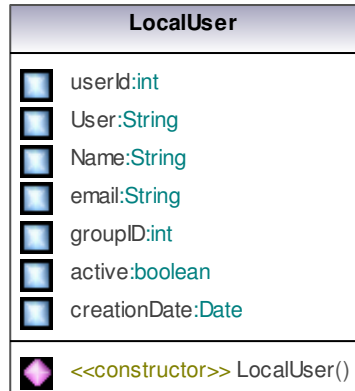 LocalUser
userId:int
User:String
Name:String
email:String
groupID:int
active:boolean
creationDate:Date
<<constructor>> LocalUser()